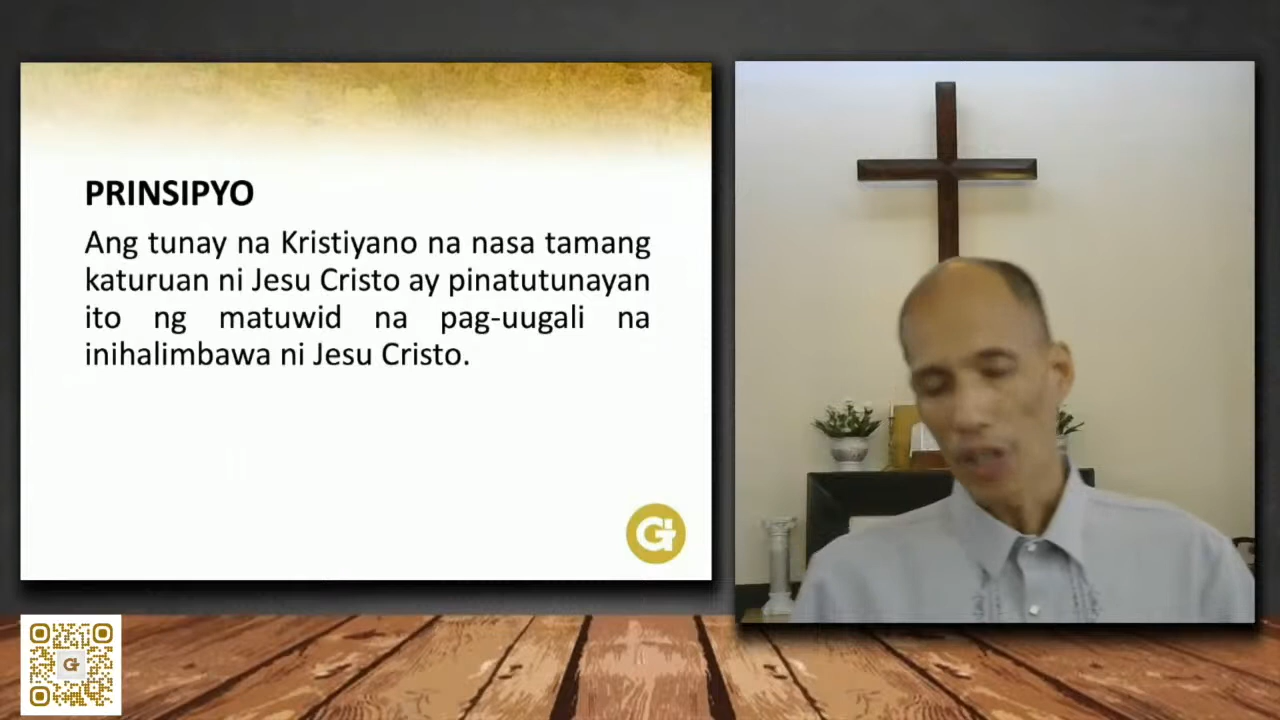 PRINSIPYO
Ang tunay na Kristiyano na nasa tamang
katuruan ni Jesu Cristo ay pinatutunayan
ito ng matuwid na pag-uugali na
inihalimbawa ni Jesu Cristo.